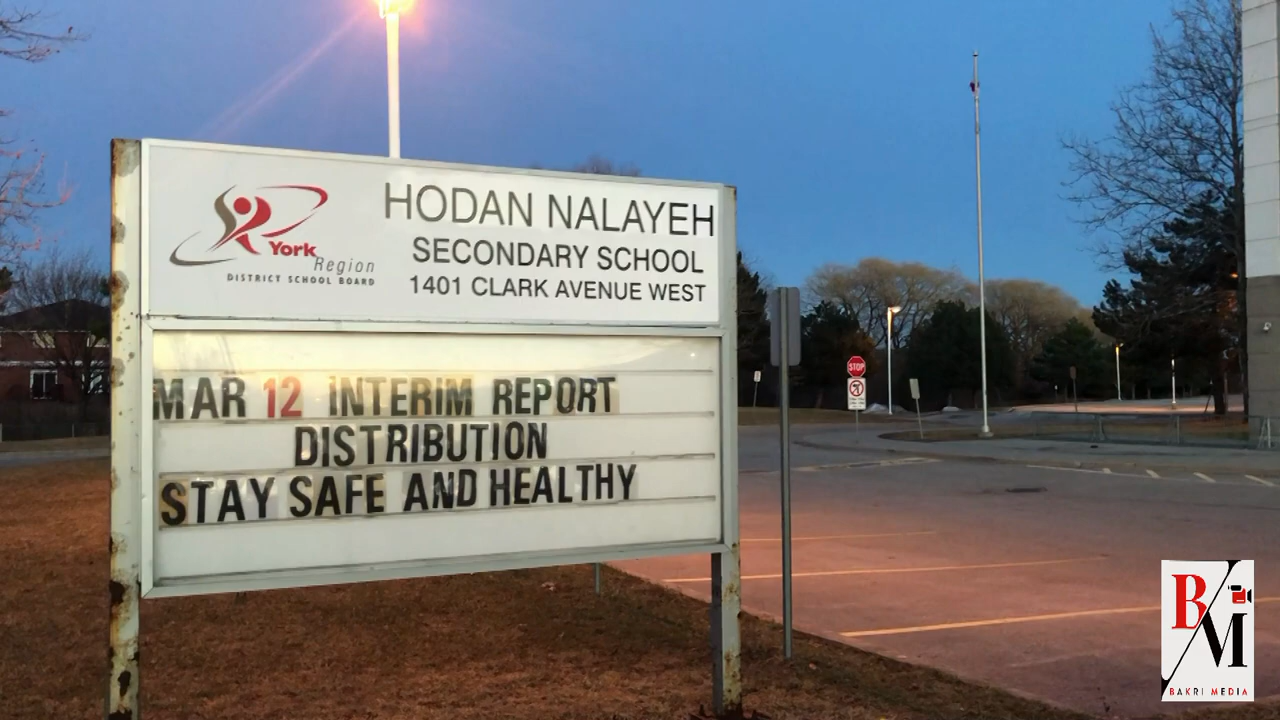 HODAN NALAYEH
SECONDARY SCHOOL
1401 CLARK AVENUE WEST
York
Region
DISTRICT SCHOOL BOARD
MAR 12 INTERIM REPORT
DISTRIBUTION
STAY SAFE AND HEALTHY
STOP
B/M
BAKRI MEDIA